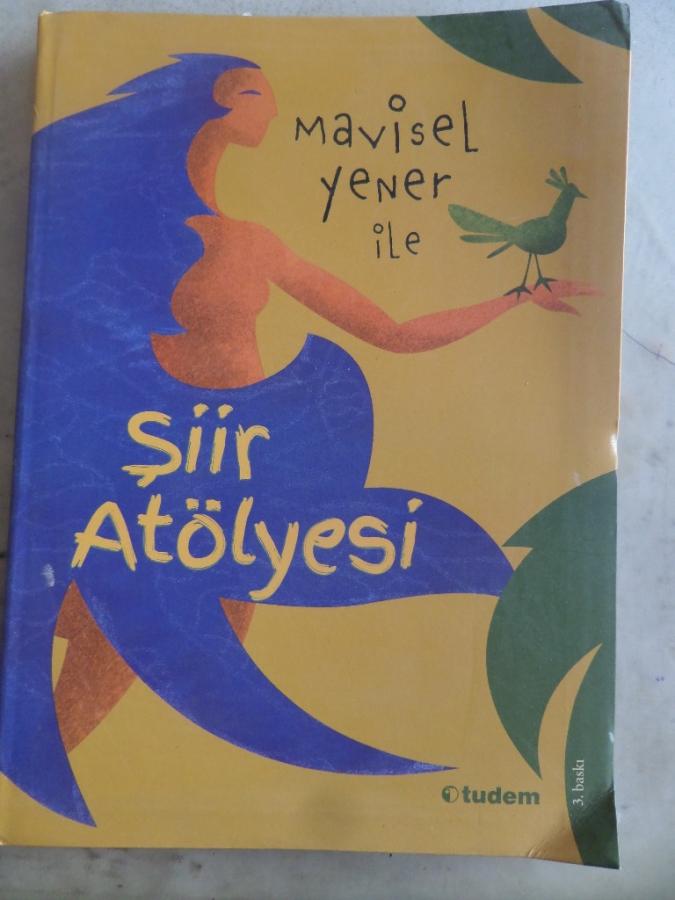 Mavisel
Yener
ile
Şiir
Atölyesi
tudem
3. baskı